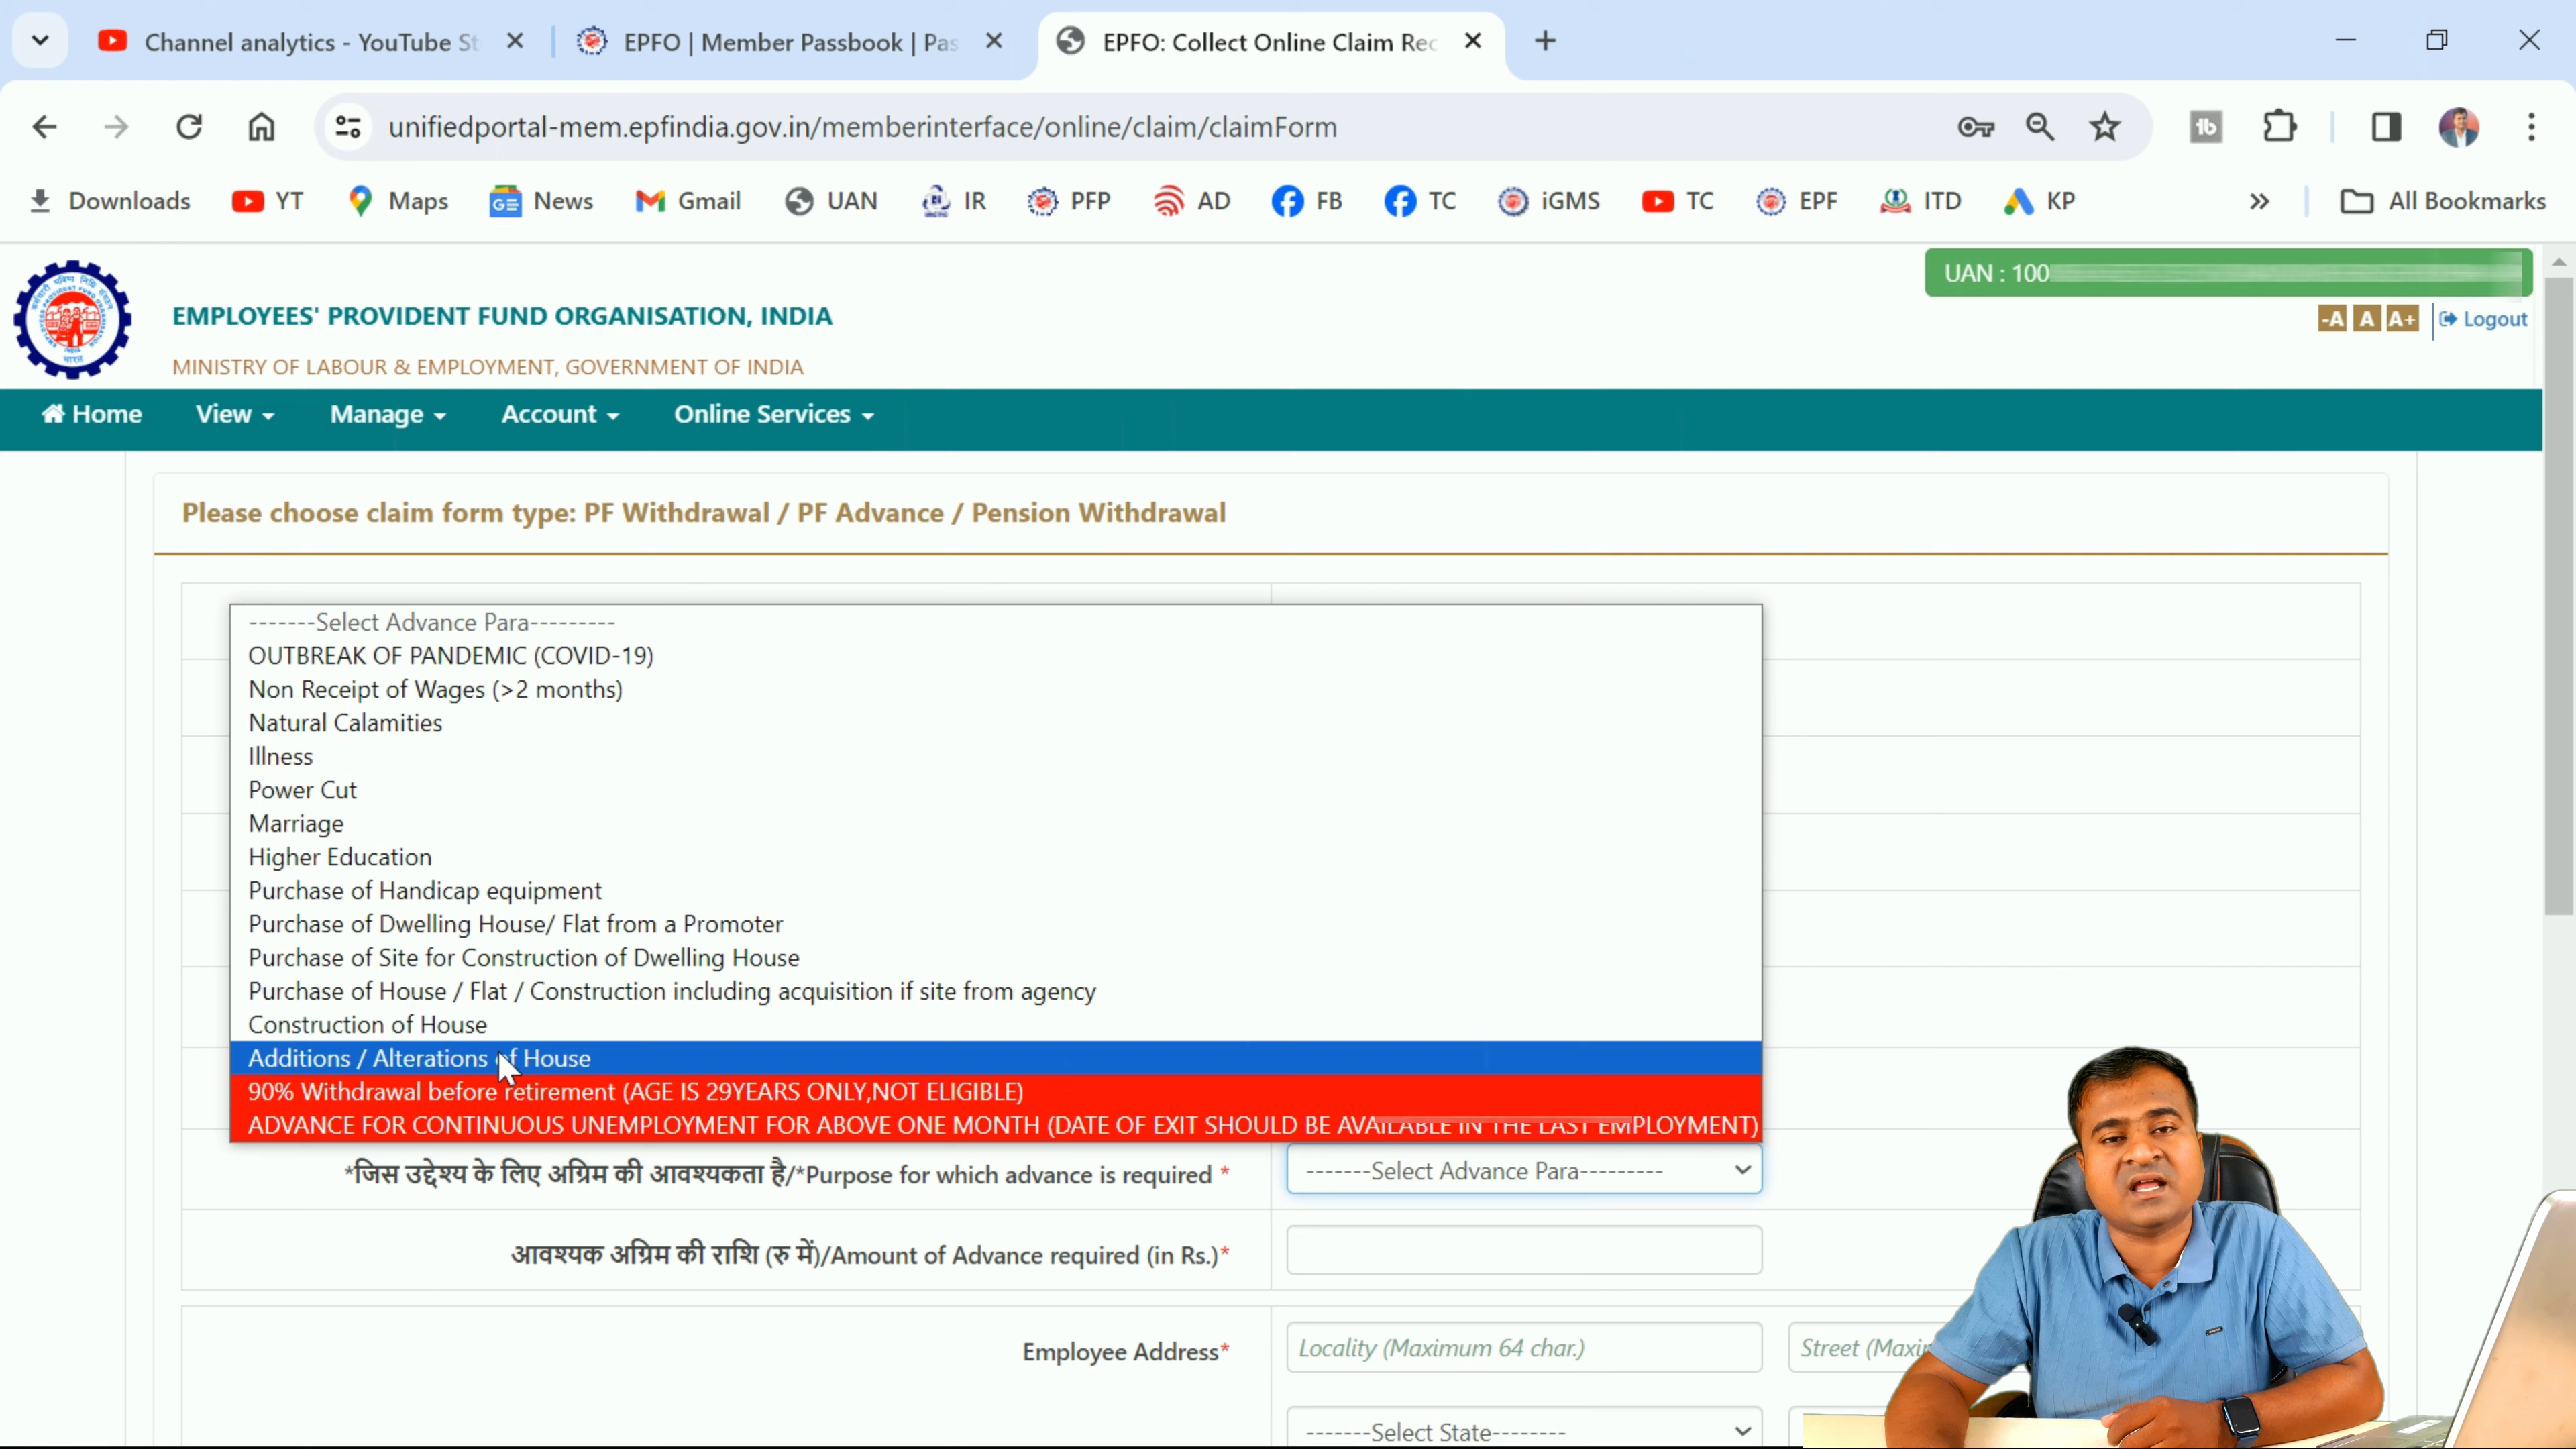 Channel analytics - YouTube St
EPFO | Member Passbook | Pas
EPFO: Collect Online Claim Rec
unifiedportal-mem.epfindia.gov.in/memberinterface/online/claim/claimForm
Downloads YT Maps News Gmail UAN IR PFP AD FB TC iGMS TC EPF ITD KP » All Bookmarks
UAN : 100
EMPLOYEES' PROVIDENT FUND ORGANISATION, INDIA
-A A A+ Logout
MINISTRY OF LABOUR & EMPLOYMENT, GOVERNMENT OF INDIA
Home View Manage Account Online Services
Please choose claim form type: PF Withdrawal / PF Advance / Pension Withdrawal
-------Select Advance Para---------
OUTBREAK OF PANDEMIC (COVID-19)
Non Receipt of Wages (>2 months)
Natural Calamities
Illness
Power Cut
Marriage
Higher Education
Purchase of Handicap equipment
Purchase of Dwelling House/ Flat from a Promoter
Purchase of Site for Construction of Dwelling House
Purchase of House / Flat / Construction including acquisition if site from agency
Construction of House
Additions / Alterations of House
90% Withdrawal before retirement (AGE IS 29YEARS ONLY,NOT ELIGIBLE)
ADVANCE FOR CONTINUOUS UNEMPLOYMENT FOR ABOVE ONE MONTH (DATE OF EXIT SHOULD BE AVAILABLE IN THE LAST EMPLOYMENT)
*जिस उद्देश्य के लिए अग्रिम की आवश्यकता है/*Purpose for which advance is required * -------Select Advance Para---------
आवश्यक अग्रिम की राशि (रु में)/Amount of Advance required (in Rs.)*
Employee Address* Locality (Maximum 64 char.) Street (Maxi
-------Select State--------